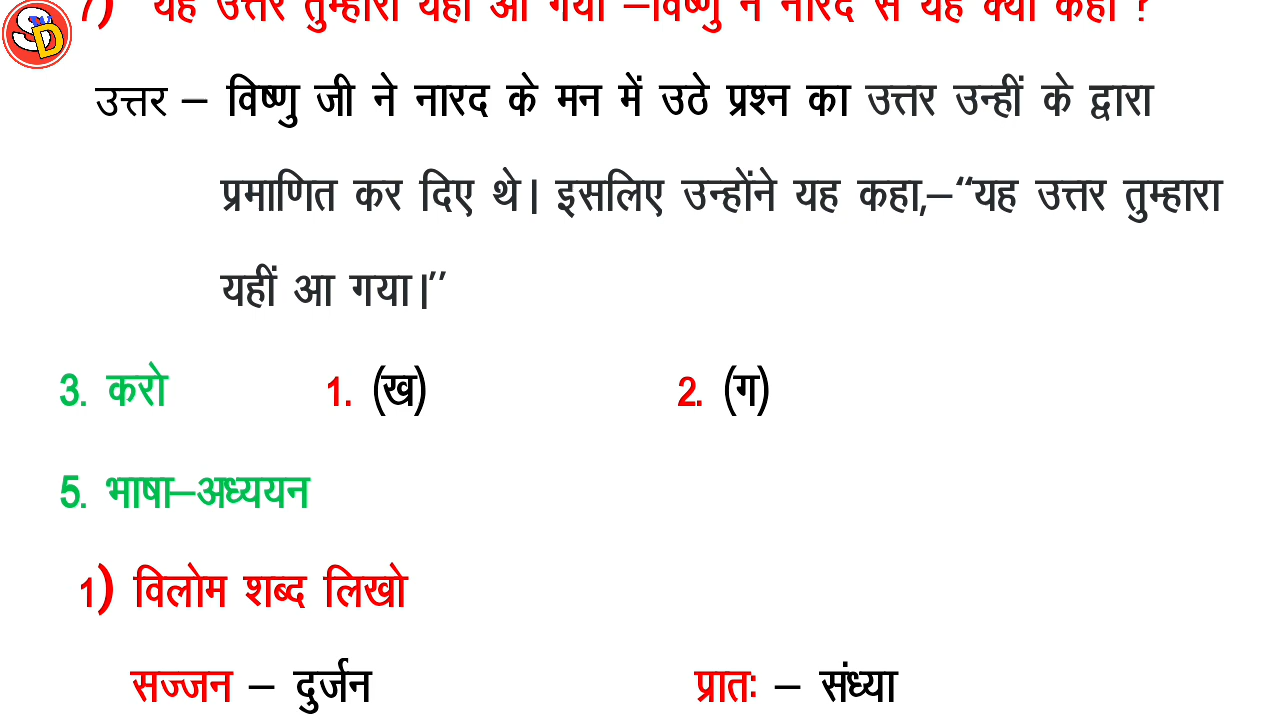 7) यह उत्तर तुम्हारा यहीं आ गया –विष्णु ने नारद से यह क्यों कहा ?
उत्तर – विष्णु जी ने नारद के मन में उठे प्रश्न का उत्तर उन्हीं के द्वारा
प्रमाणित कर दिए थे। इसलिए उन्होंने यह कहा,–“यह उत्तर तुम्हारा
यहीं आ गया।”
3. करो 1. (ख) 2. (ग)
5. भाषा–अध्ययन
1) विलोम शब्द लिखो
सज्जन – दुर्जन प्रातः – संध्या